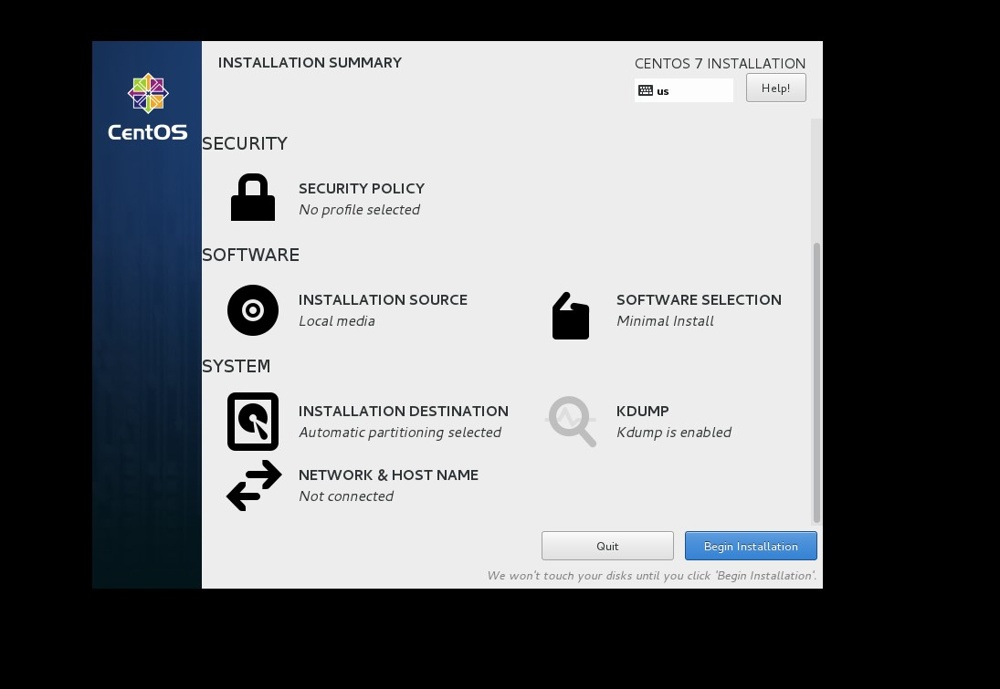 INSTALLATION SUMMARY
CENTOS 7 INSTALLATION
us
Help!
CentOS
SECURITY
SECURITY POLICY
No profile selected
SOFTWARE
INSTALLATION SOURCE
Local media
SOFTWARE SELECTION
Minimal Install
SYSTEM
INSTALLATION DESTINATION
Automatic partitioning selected
KDUMP
Kdump is enabled
NETWORK & HOST NAME
Not connected
Quit
Begin Installation
We won't touch your disks until you click 'Begin Installation'.